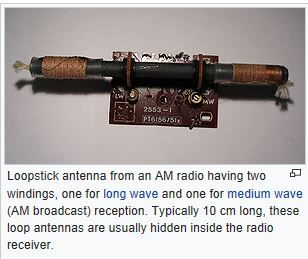 LW
MW
2553-1
PT6156/51a
Loopstick antenna from an AM radio having two
windings, one for long wave and one for medium wave
(AM broadcast) reception. Typically 10 cm long, these
loop antennas are usually hidden inside the radio
receiver.